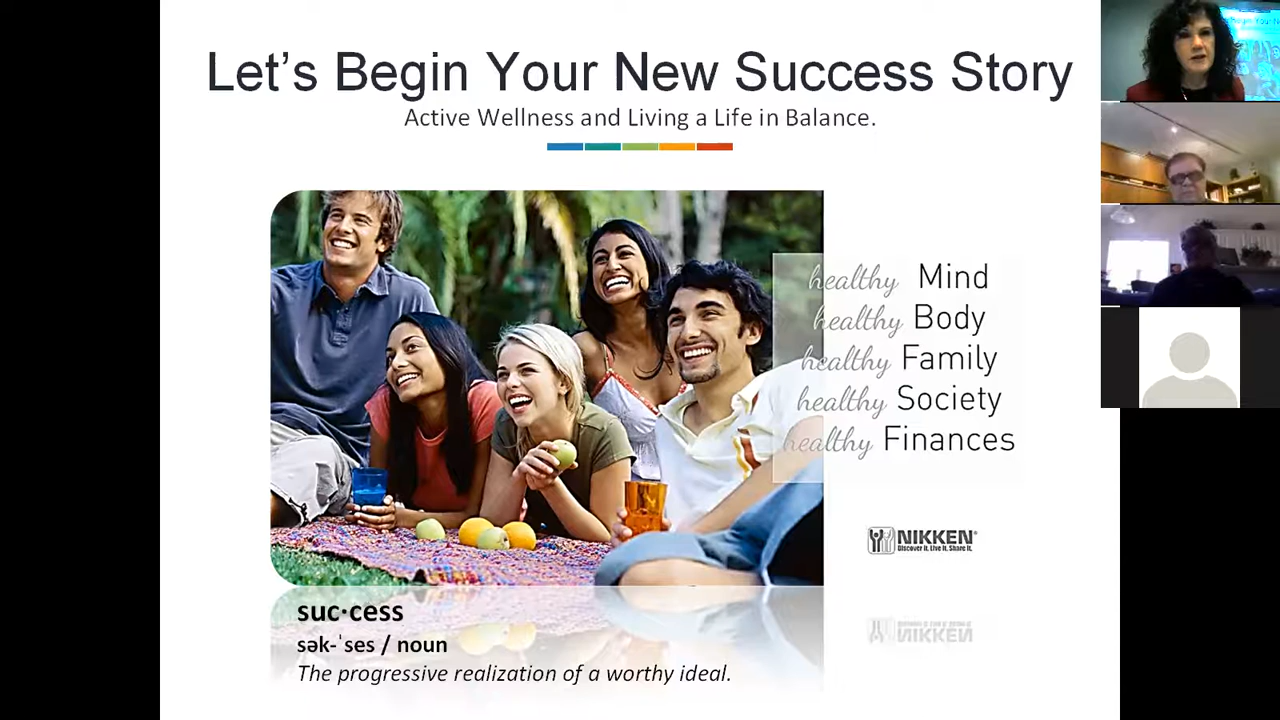 Let's Begin Your New Success Story
Active Wellness and Living a Life in Balance.
healthy Mind
healthy Body
healthy Family
healthy Society
healthy Finances
NIKKEN®
Discover It. Live It. Share It.
suc·cess
sək-ˈses / noun
The progressive realization of a worthy ideal.